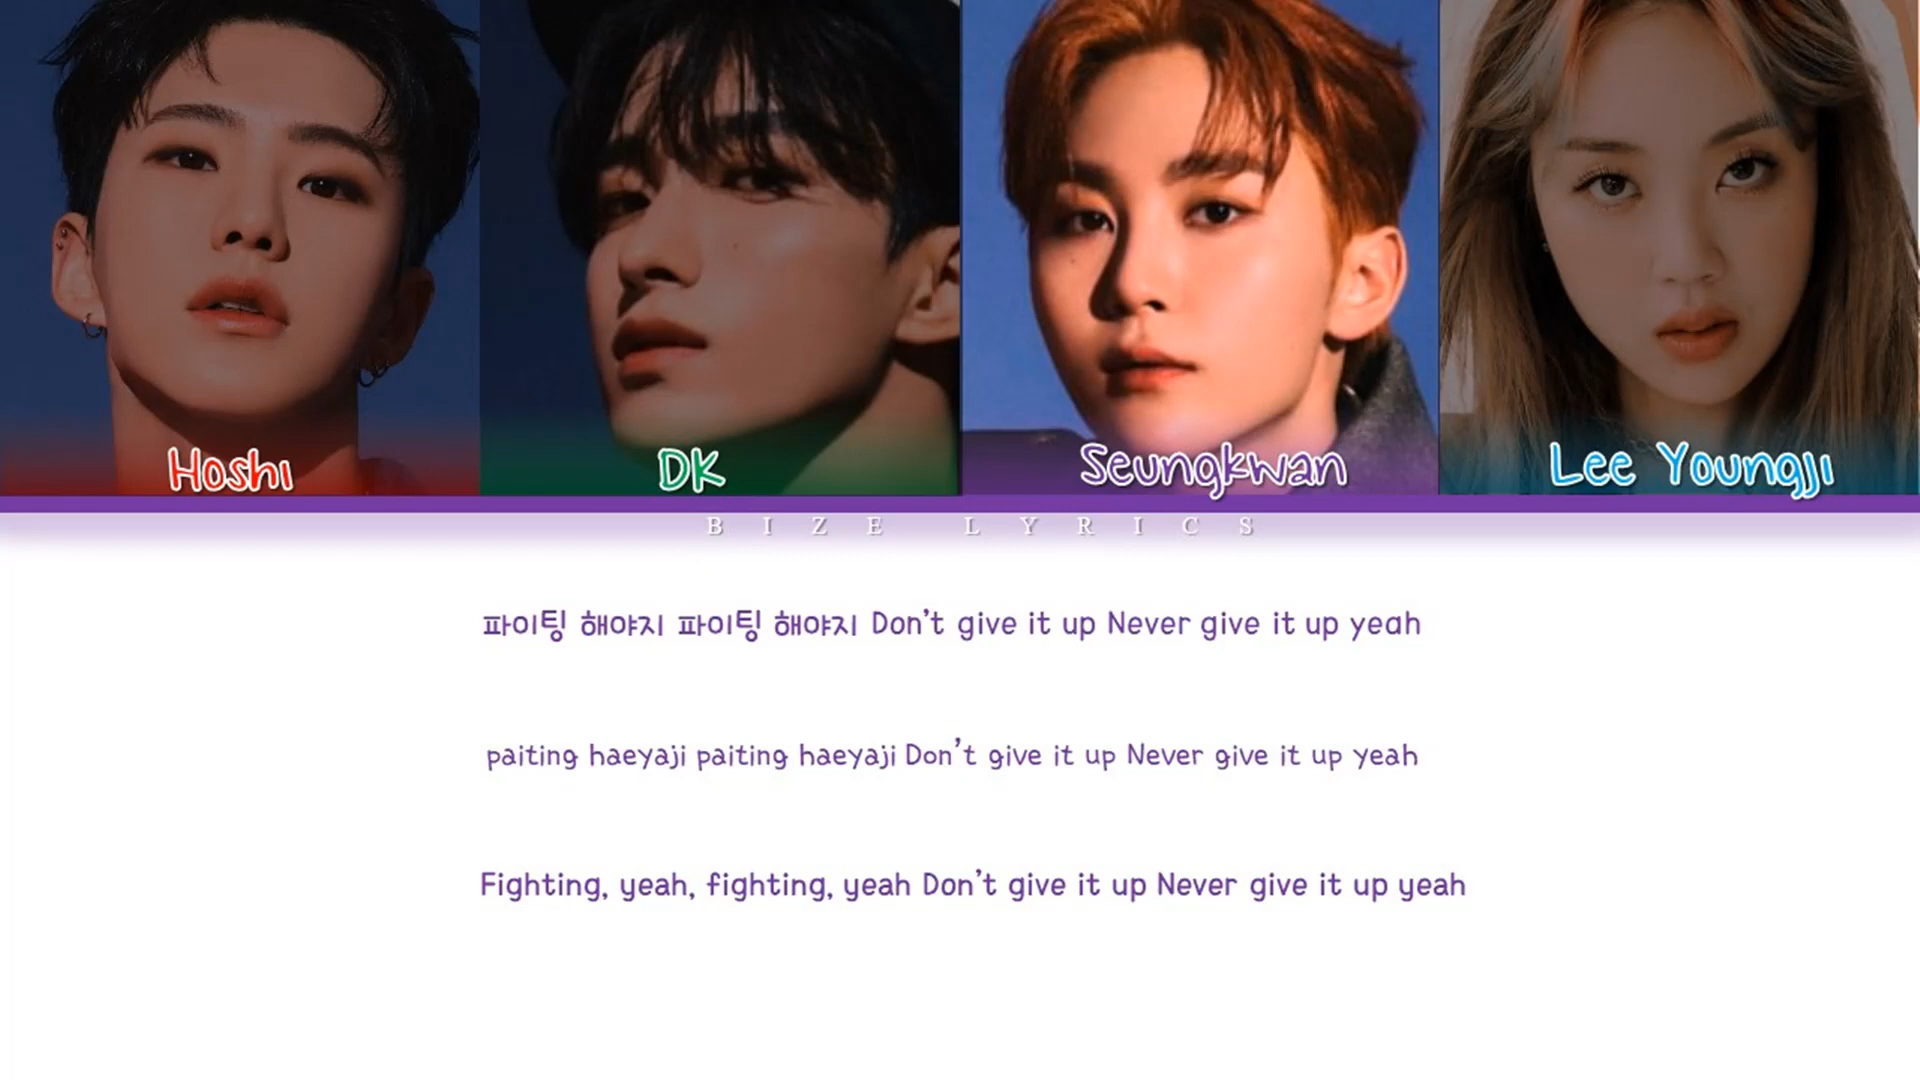 Hoshi
DK
Seungkwan
Lee Youngji
BIZE LYRICS
파이팅 해야지 파이팅 해야지 Don't give it up Never give it up yeah
paiting haeyaji paiting haeyaji Don't give it up Never give it up yeah
Fighting, yeah, fighting, yeah Don't give it up Never give it up yeah